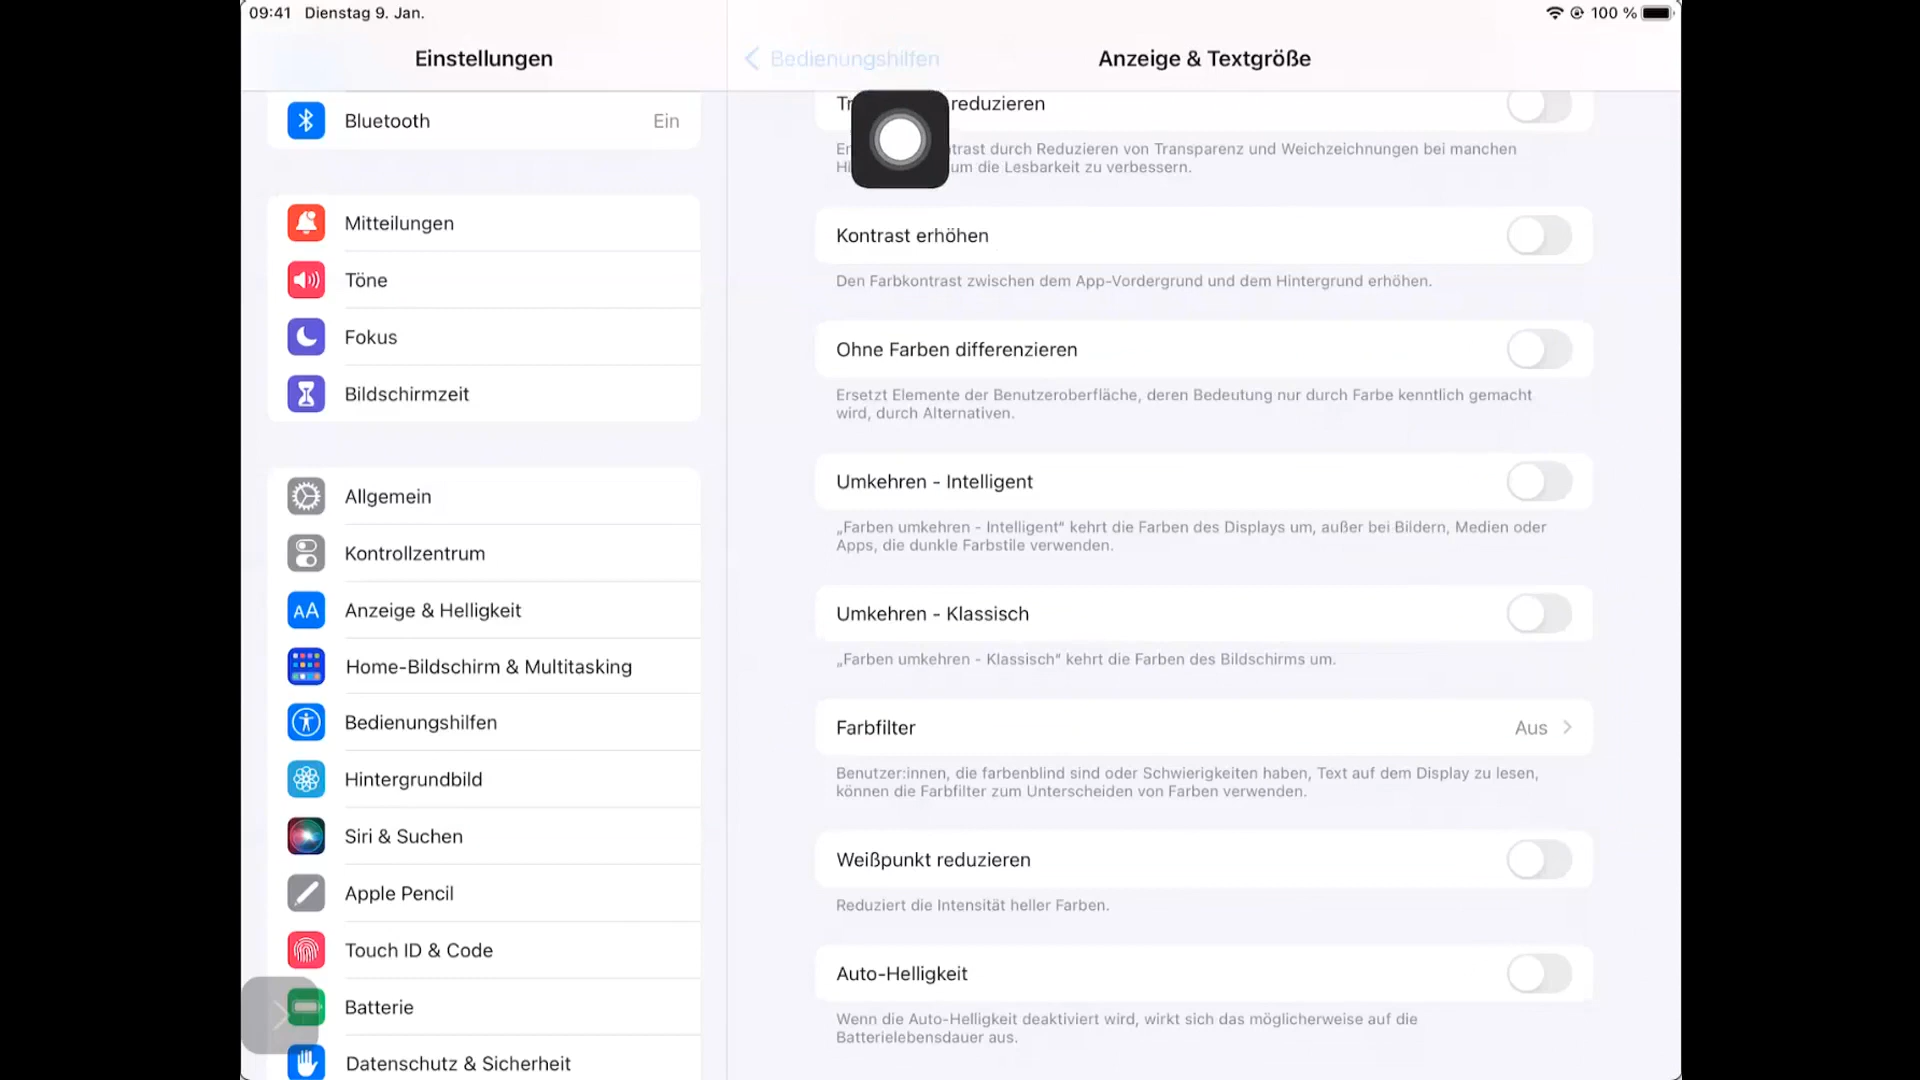 09:41 Dienstag 9. Jan.
100 %
Einstellungen
Bedienungshilfen
Anzeige & Textgröße
Bluetooth
Ein
Mitteilungen
Töne
Fokus
Bildschirmzeit
Allgemein
Kontrollzentrum
AA
Anzeige & Helligkeit
Home-Bildschirm & Multitasking
Bedienungshilfen
Hintergrundbild
Siri & Suchen
Apple Pencil
Touch ID & Code
Batterie
Datenschutz & Sicherheit
reduzieren
durch Reduzieren von Transparenz und Weichzeichnungen bei manchen
um die Lesbarkeit zu verbessern.
Kontrast erhöhen
Den Farbkontrast zwischen dem App-Vordergrund und dem Hintergrund erhöhen.
Ohne Farben differenzieren
Ersetzt Elemente der Benutzeroberfläche, deren Bedeutung nur durch Farbe kenntlich gemacht
wird, durch Alternativen.
Umkehren - Intelligent
„Farben umkehren - Intelligent“ kehrt die Farben des Displays um, außer bei Bildern, Medien oder
Apps, die dunkle Farbstile verwenden.
Umkehren - Klassisch
„Farben umkehren - Klassisch“ kehrt die Farben des Bildschirms um.
Farbfilter
Aus
Benutzer:innen, die farbenblind sind oder Schwierigkeiten haben, Text auf dem Display zu lesen,
können die Farbfilter zum Unterscheiden von Farben verwenden.
Weißpunkt reduzieren
Reduziert die Intensität heller Farben.
Auto-Helligkeit
Wenn die Auto-Helligkeit deaktiviert wird, wirkt sich das möglicherweise auf die
Batterielebensdauer aus.